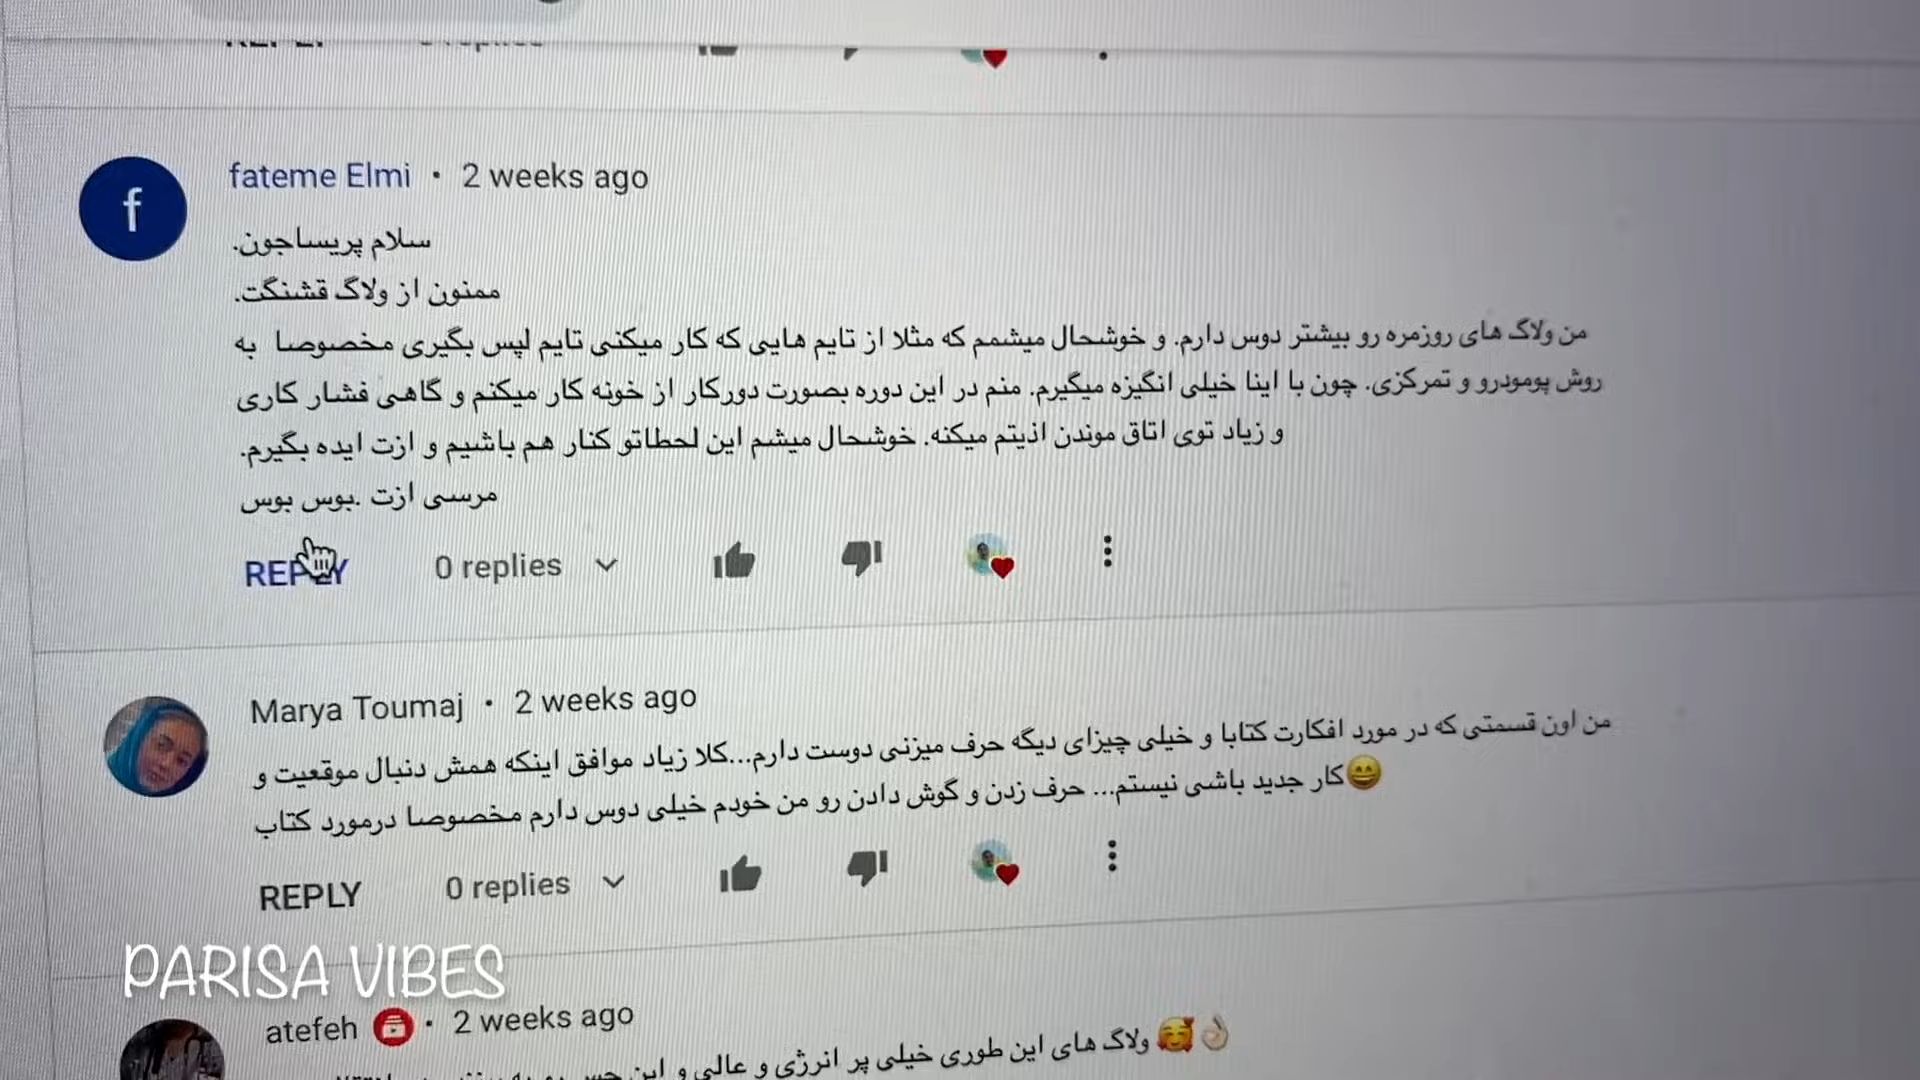 fateme Elmi • 2 weeks ago
سلام پریساجون.
ممنون از ولاگ قشنگت.
من ولاگ های روزمره رو بیشتر دوس دارم. و خوشحال میشمم که مثلا از تایم هایی که کار میکنی تایم لپس بگیری مخصوصا به
روش پومودرو و تمرکزی. چون با اینا خیلی انگیزه میگیرم. منم در این دوره بصورت دورکار از خونه کار میکنم و گاهی فشار کاری
و زیاد توی اتاق موندن اذیتم میکنه. خوشحال میشم این لحظاتو کنار هم باشیم و ازت ایده بگیرم.
مرسی ازت .بوس بوس
REPLY 0 replies
Marya Toumaj • 2 weeks ago
من اون قسمتی که در مورد افکارت کتابا و خیلی چیزای دیگه حرف میزنی دوست دارم...کلا زیاد موافق اینکه همش دنبال موقعیت و
کار جدید باشی نیستم... حرف زدن و گوش دادن رو من خودم خیلی دوس دارم مخصوصا درمورد کتاب😄
REPLY 0 replies
PARISA VIBES
atefeh • 2 weeks ago
ولاگ های این طوری خیلی پر انرژی و عالی و این 🥰👌🏻